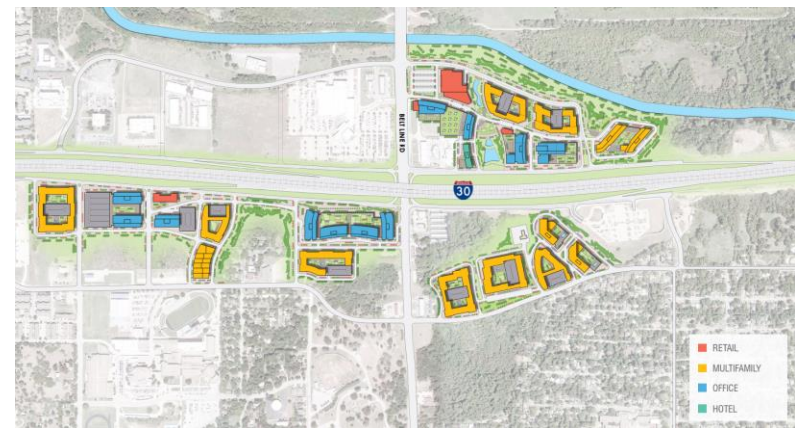 BELT LINE RD
30
RETAIL
MULTIFAMILY
OFFICE
HOTEL